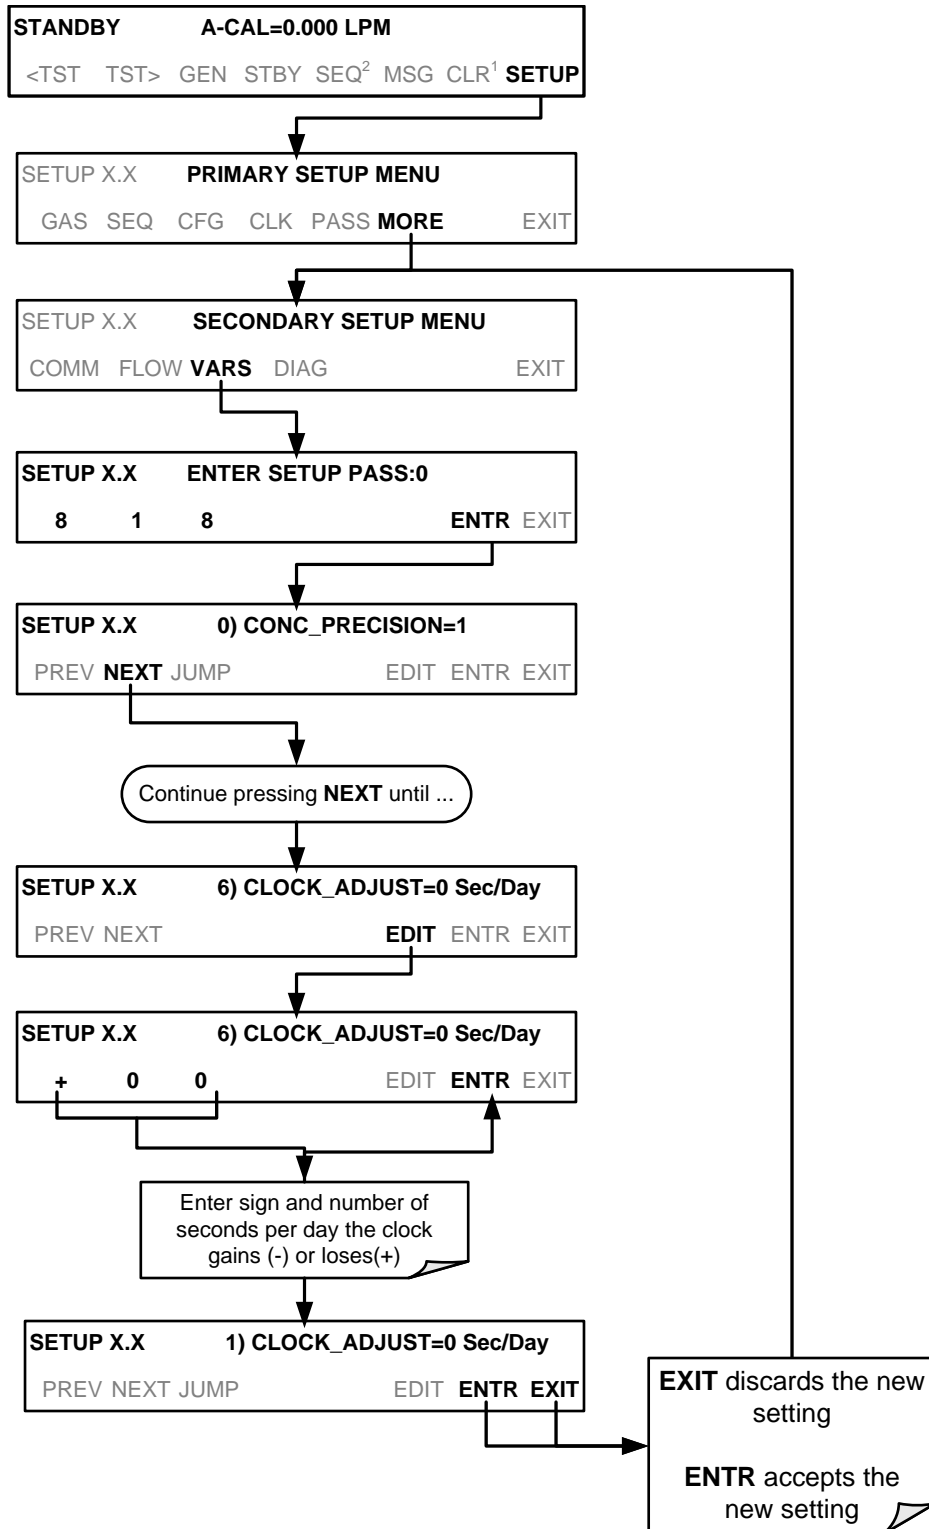 STANDBY A-CAL=0.000 LPM
<TST TST> GEN STBY SEQ² MSG CLR¹ SETUP
SETUP X.X PRIMARY SETUP MENU
GAS SEQ CFG CLK PASS MORE EXIT
SETUP X.X SECONDARY SETUP MENU
COMM FLOW VARS DIAG EXIT
SETUP X.X ENTER SETUP PASS:0
8 1 8 ENTR EXIT
SETUP X.X 0) CONC_PRECISION=1
PREV NEXT JUMP EDIT ENTR EXIT
Continue pressing NEXT until ...
SETUP X.X 6) CLOCK_ADJUST=0 Sec/Day
PREV NEXT EDIT ENTR EXIT
SETUP X.X 6) CLOCK_ADJUST=0 Sec/Day
+ 0 0 EDIT ENTR EXIT
Enter sign and number of
seconds per day the clock
gains (-) or loses(+)
SETUP X.X 1) CLOCK_ADJUST=0 Sec/Day
PREV NEXT JUMP EDIT ENTR EXIT
EXIT discards the new
setting
ENTR accepts the
new setting